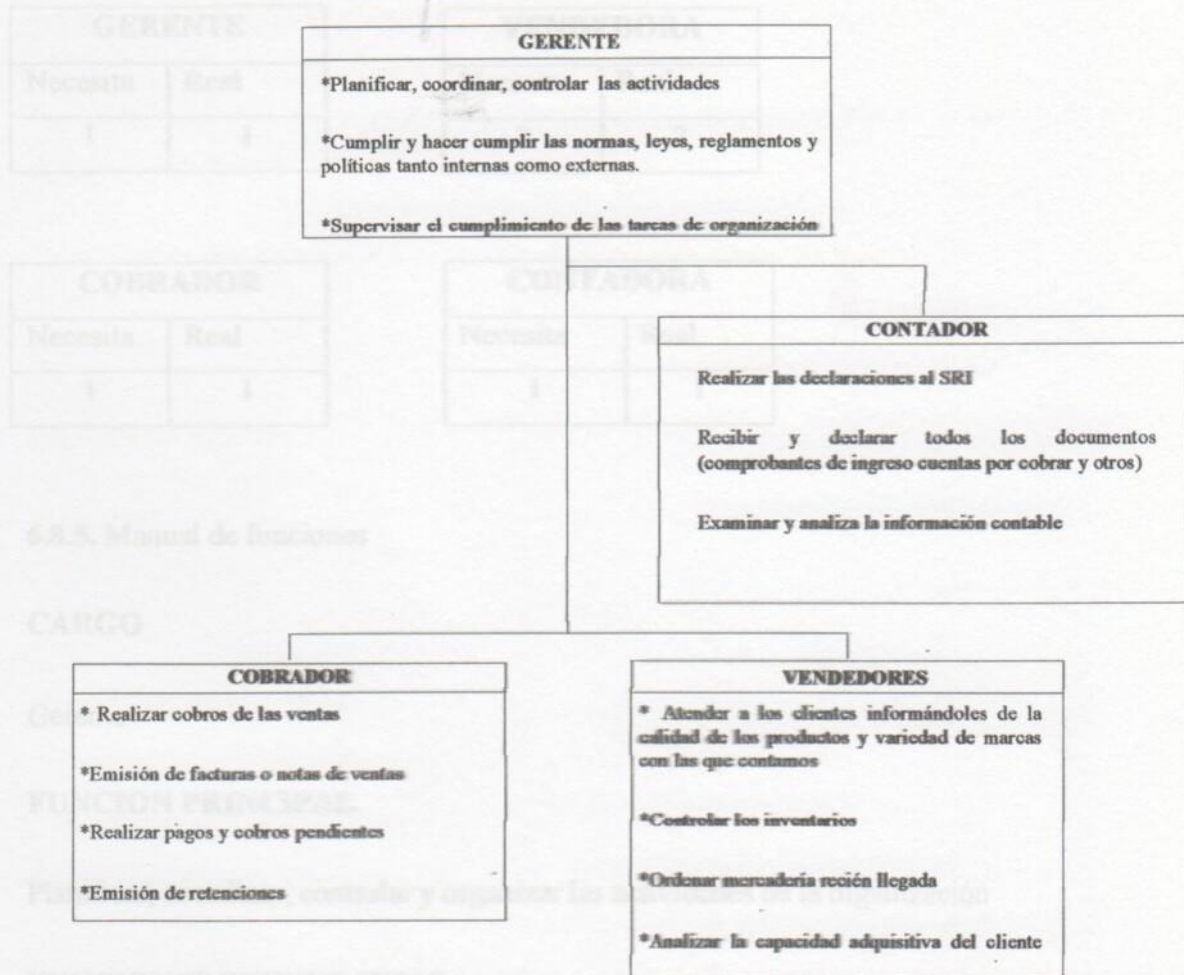 GERENTE
*Planificar, coordinar, controlar las actividades
*Cumplir y hacer cumplir las normas, leyes, reglamentos y
políticas tanto internas como externas.
*Supervisar el cumplimiento de las tareas de organización
CONTADOR
Realizar las declaraciones al SRI
Recibir y declarar todos los documentos
(comprobantes de ingreso cuentas por cobrar y otros)
Examinar y analiza la información contable
COBRADOR
* Realizar cobros de las ventas
*Emisión de facturas o notas de ventas
*Realizar pagos y cobros pendientes
*Emisión de retenciones
VENDEDORES
* Atender a los clientes informándoles de la
calidad de los productos y variedad de marcas
con las que contamos
*Controlar los inventarios
*Ordenar mercadería recién llegada
*Analizar la capacidad adquisitiva del cliente
GERENTE
Necesita Real
1 1
VENDEDORA
COBRADOR
Necesita Real
1 1
CONTADORA
Necesita Real
1 1
6.8.5. Manual de funciones
CARGO
FUNCION PRINCIPAL
controlar y organizar las actividades de la organización